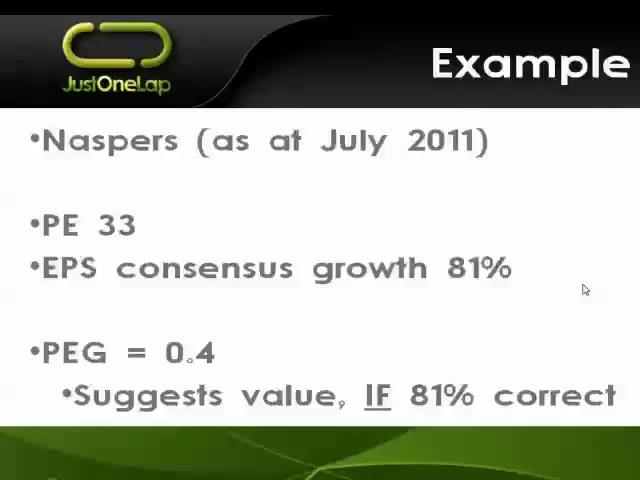 JustOneLap
Example
•Naspers (as at July 2011)
•PE 33
•EPS consensus growth 81%
•PEG = 0.4
•Suggests value, IF 81% correct